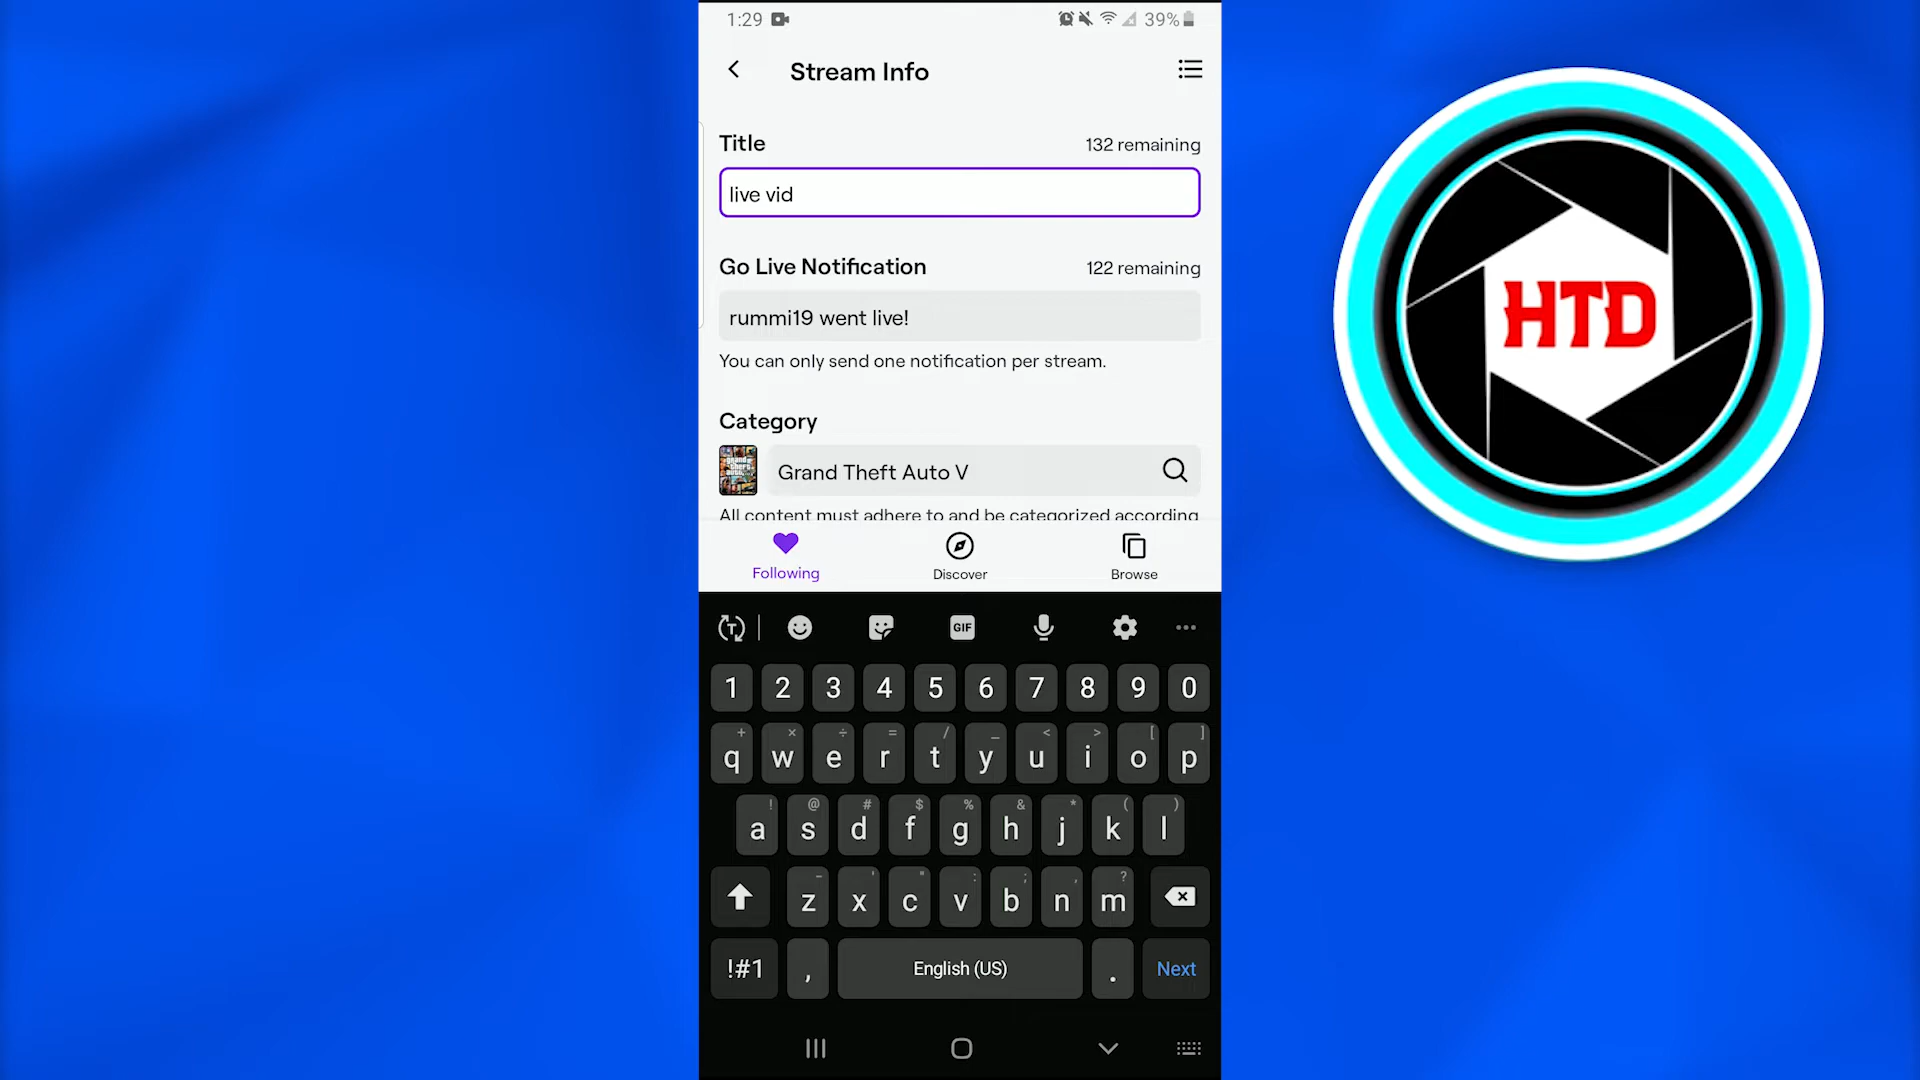 1:29 39%
Stream Info
Title 132 remaining
live vid
Go Live Notification 122 remaining
rummi19 went live!
You can only send one notification per stream.
Category
Grand Theft Auto V
All content must adhere to and be categorized according
Following Discover Browse
T GIF ...
1 2 3 4 5 6 7 8 9 0
+ × ÷ = / _ < > [ ]
q w e r t y u i o p
! @ # $ % & * ( )
a s d f g h j k l
- ' " : ; , ?
z x c v b n m
!#1 , English (US) . Next
HTD